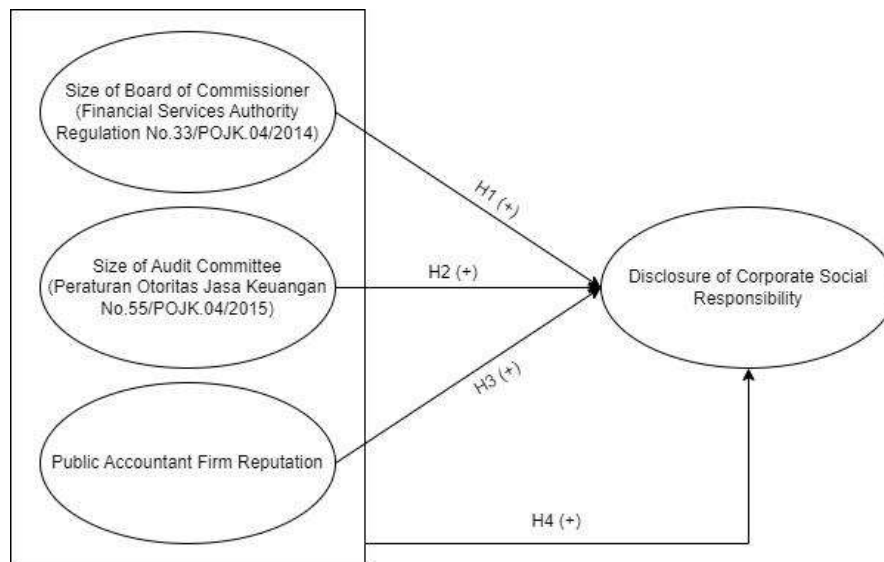 Size of Board of Commissioner
(Financial Services Authority
Regulation No.33/POJK.04/2014)
H1 (+)
Size of Audit Committee
(Peraturan Otoritas Jasa Keuangan
No.55/POJK.04/2015)
H2 (+)
Disclosure of Corporate Social
Responsibility
H3 (+)
Public Accountant Firm Reputation
H4 (+)